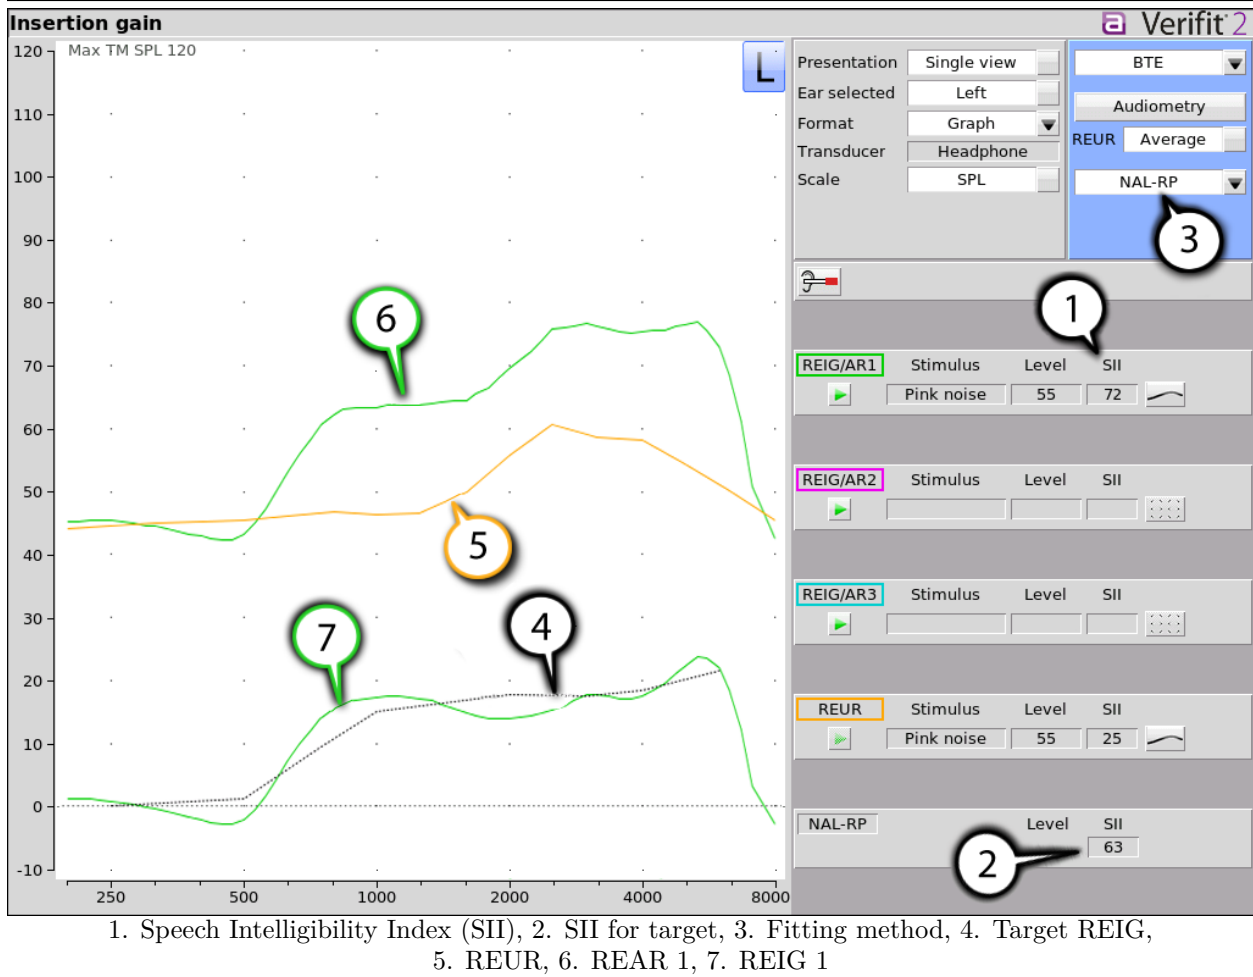 Insertion gain
a Verifit 2
Max TM SPL 120
L
120
110
100
90
80
70
60
50
40
30
20
10
0
-10
250 500 1000 2000 4000 8000
6
5
7
4
Presentation Single view
Ear selected Left
Format Graph
Transducer Headphone
Scale SPL
BTE
Audiometry
REUR Average
NAL-RP
3
1
REIG/AR1 Stimulus Level SII
Pink noise 55 72
REIG/AR2 Stimulus Level SII
REIG/AR3 Stimulus Level SII
REUR Stimulus Level SII
Pink noise 55 25
NAL-RP Level SII
63
2
1. Speech Intelligibility Index (SII), 2. SII for target, 3. Fitting method, 4. Target REIG,
5. REUR, 6. REAR 1, 7. REIG 1